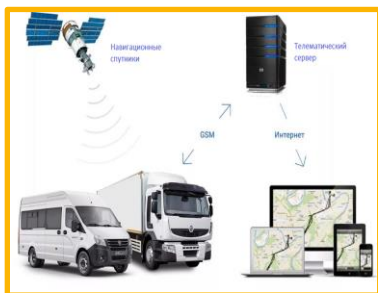 Навигационные
спутники
Телематический
сервер
GSM
Интернет